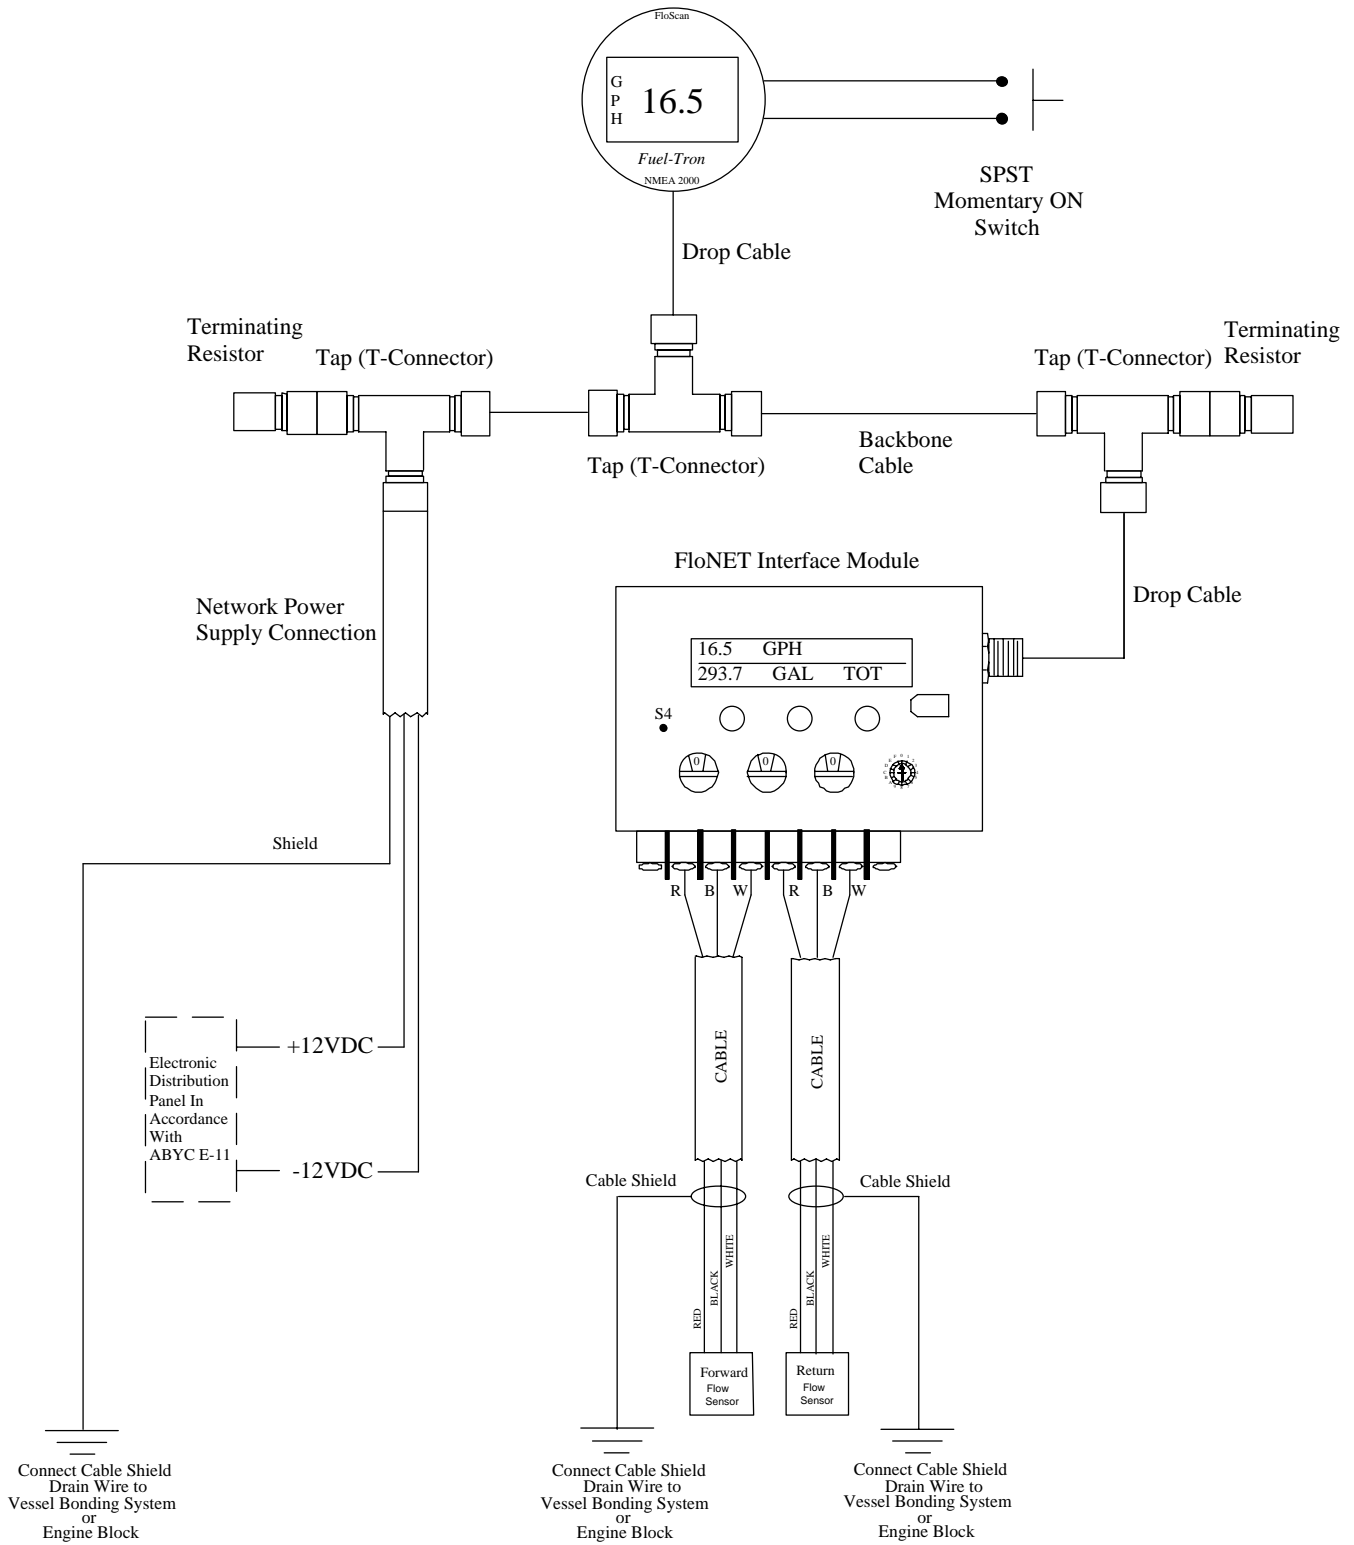 FloScan
G
P
H
16.5
Fuel-Tron
NMEA 2000
SPST
Momentary ON
Switch
Drop Cable
Terminating
Resistor
Tap (T-Connector)
Tap (T-Connector)
Backbone
Cable
Tap (T-Connector)
Terminating
Resistor
Network Power
Supply Connection
FloNET Interface Module
Drop Cable
16.5 GPH
293.7 GAL TOT
S4
0 0 0
Shield
R B W R B W
CABLE
CABLE
+12VDC
Electronic
Distribution
Panel In
Accordance
With
ABYC E-11
-12VDC
Cable Shield
Cable Shield
RED
BLACK
WHITE
RED
BLACK
WHITE
Forward
Flow
Sensor
Return
Flow
Sensor
Connect Cable Shield
Drain Wire to
Vessel Bonding System
or
Engine Block
Connect Cable Shield
Drain Wire to
Vessel Bonding System
or
Engine Block
Connect Cable Shield
Drain Wire to
Vessel Bonding System
or
Engine Block